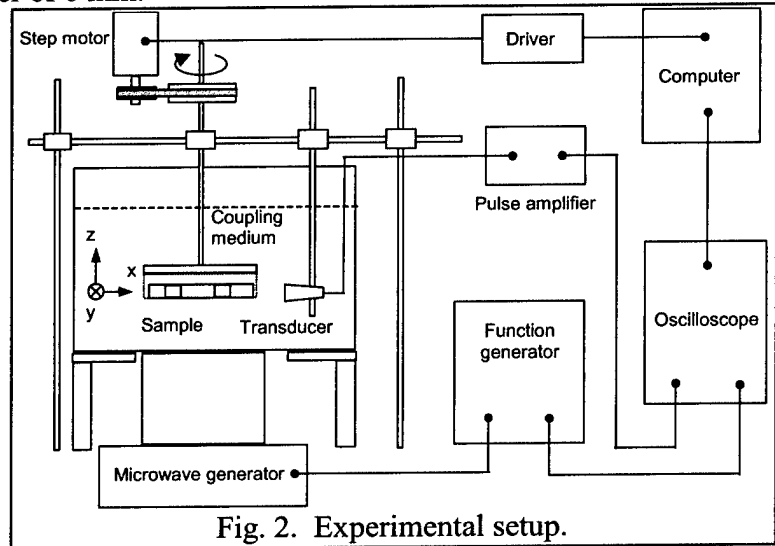 Step motor
Driver
Computer
Pulse amplifier
Coupling
medium
z
x
y
Sample
Transducer
Function
generator
Oscilloscope
Microwave generator
Fig. 2. Experimental setup.